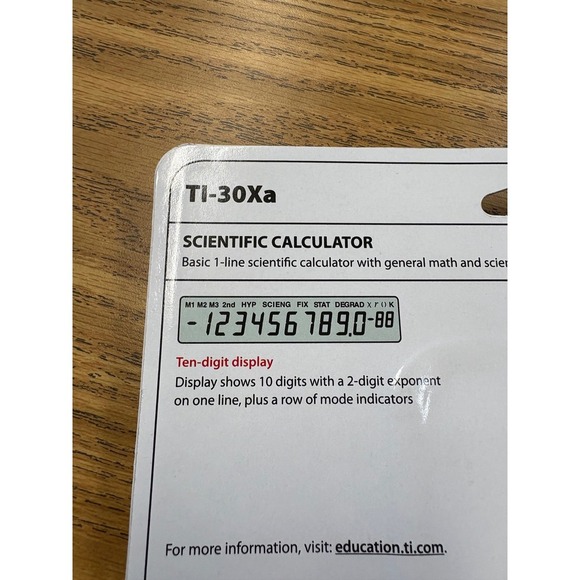 TI-30Xa
SCIENTIFIC CALCULATOR
Basic 1-line scientific calculator with general math and
M1 M2 M3 2nd HYP SCIENG FIX STAT DEGRAD x r () K
-1234567890-88
Ten-digit display
Display shows 10 digits with a 2-digit exponent
on one line, plus a row of mode indicators
For more information, visit: education.ti.com.